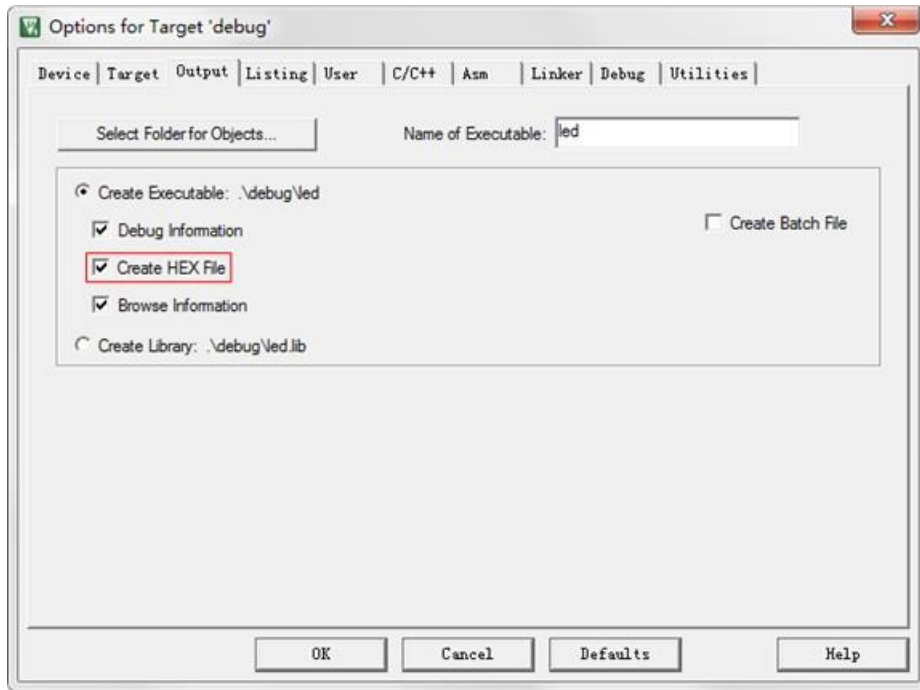 Options for Target 'debug'
Device Target Output Listing User C/C++ Asm Linker Debug Utilities
Select Folder for Objects... Name of Executable: led
Create Executable: .\debug\led
Debug Information Create Batch File
Create HEX File
Browse Information
Create Library: .\debug\led.lib
OK Cancel Defaults Help